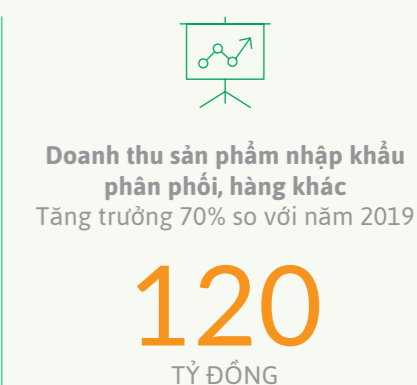 Doanh thu sản phẩm nhập khẩu
phân phối, hàng khác
Tăng trưởng 70% so với năm 2019
120
TỶ ĐỒNG